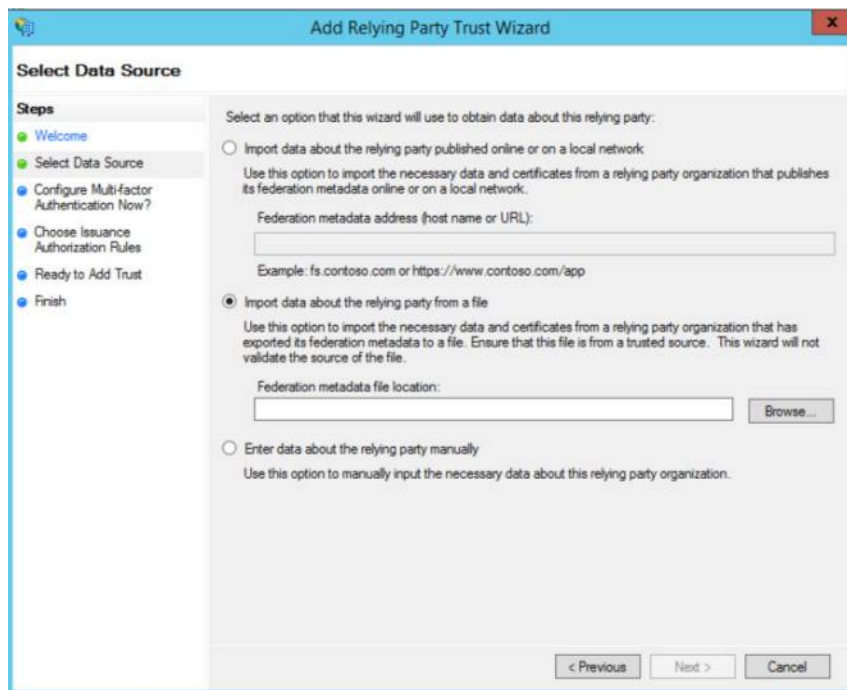 Add Relying Party Trust Wizard
x
Select Data Source
Steps
Welcome
Select Data Source
Configure Multi-factor
Authentication Now?
Choose Issuance
Authorization Rules
Ready to Add Trust
Finish
Select an option that this wizard will use to obtain data about this relying party:
Import data about the relying party published online or on a local network
Use this option to import the necessary data and certificates from a relying party organization that publishes
its federation metadata online or on a local network.
Federation metadata address (host name or URL):
Example: fs.contoso.com or https://www.contoso.com/app
Import data about the relying party from a file
Use this option to import the necessary data and certificates from a relying party organization that has
exported its federation metadata to a file. Ensure that this file is from a trusted source. This wizard will not
validate the source of the file.
Federation metadata file location:
Browse...
Enter data about the relying party manually
Use this option to manually input the necessary data about this relying party organization.
< Previous
Next >
Cancel